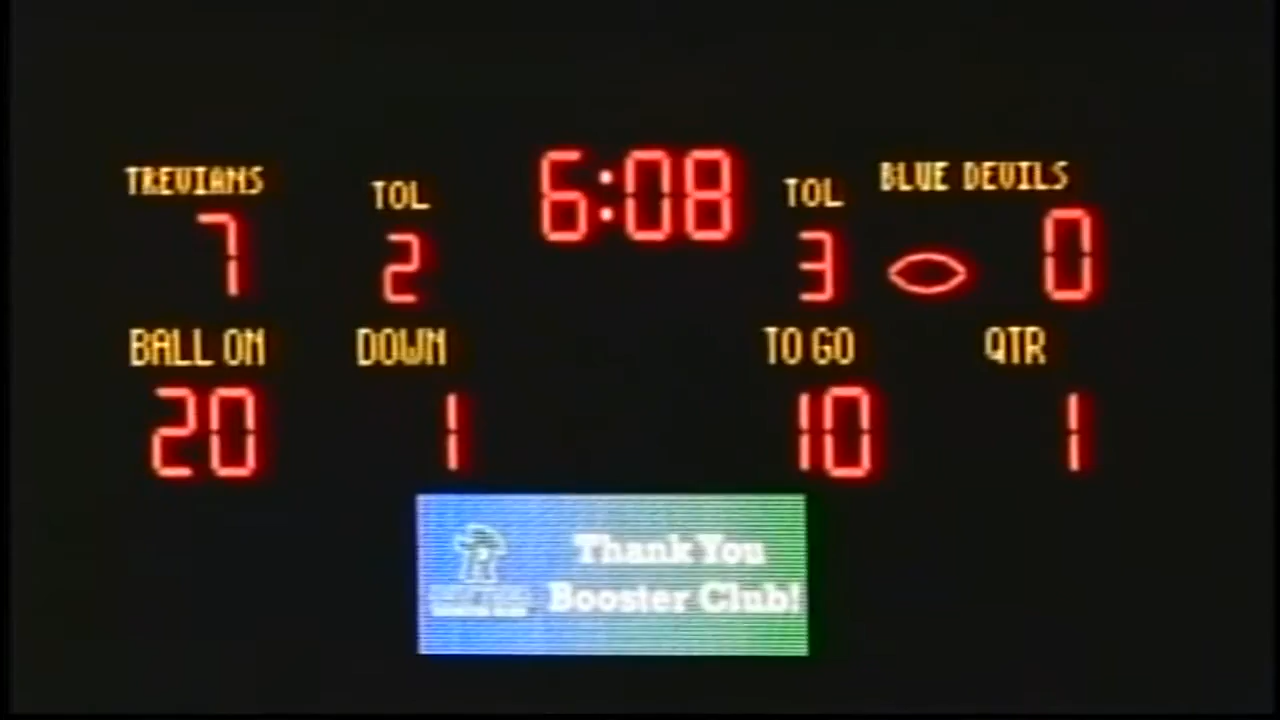 TREVIANS TOL 6:08 TOL BLUE DEVILS
7 2 3 0
BALL ON DOWN TO GO QTR
20 1 10 1
Thank You
Booster Club!